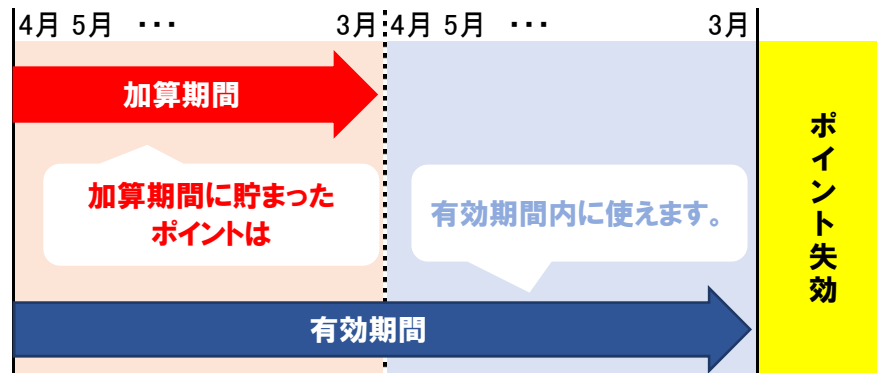 4月 5月 ・・・ 3月 4月 5月 ・・・ 3月
加算期間
加算期間に貯まった
ポイントは
有効期間内に使えます。
有効期間
ポイント失効